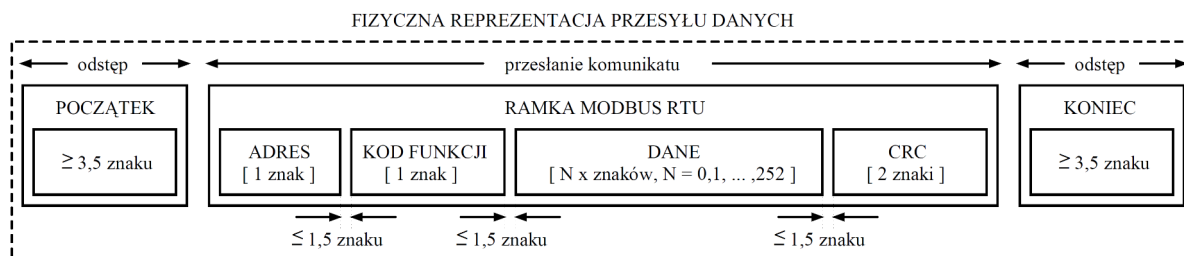 FIZYCZNA REPREZENTACJA PRZESYŁU DANYCH
odstęp
przesłanie komunikatu
odstęp
POCZĄTEK
RAMKA MODBUS RTU
KONIEC
≥ 3,5 znaku
ADRES
[ 1 znak ]
KOD FUNKCJI
[ 1 znak ]
DANE
[ N x znaków, N = 0,1, ... ,252 ]
CRC
[ 2 znaki ]
≥ 3,5 znaku
≤ 1,5 znaku
≤ 1,5 znaku
≤ 1,5 znaku